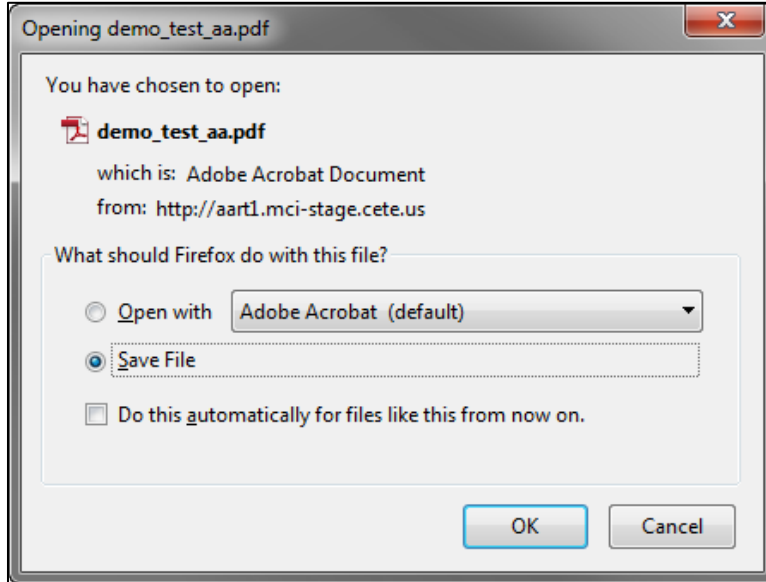 Opening demo_test_aa.pdf
You have chosen to open:
demo_test_aa.pdf
which is: Adobe Acrobat Document
from: http://aart1.mci-stage.cete.us
What should Firefox do with this file?
Open with Adobe Acrobat (default)
Save File
Do this automatically for files like this from now on.
OK Cancel